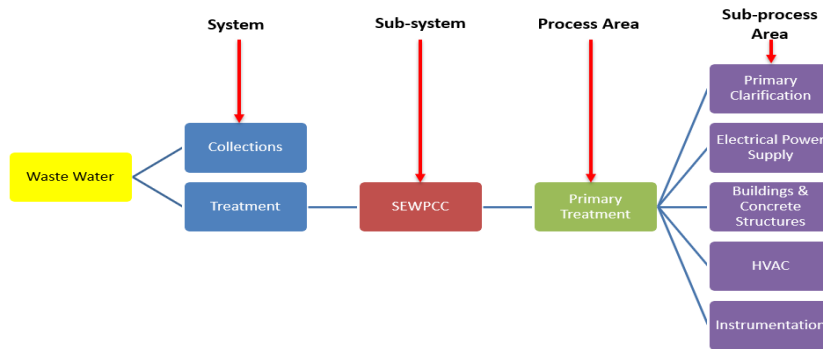 System
Sub-system
Process Area
Sub-process
Area
Waste Water
Collections
Treatment
SEWPCC
Primary
Treatment
Primary
Clarification
Electrical Power
Supply
Buildings &
Concrete
Structures
HVAC
Instrumentation